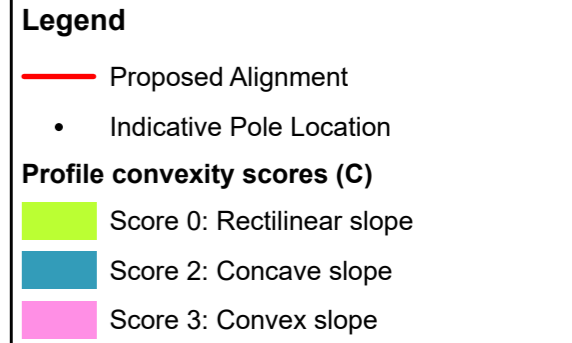 Legend
Proposed Alignment
Indicative Pole Location
Profile convexity scores (C)
Score 0: Rectilinear slope
Score 2: Concave slope
Score 3: Convex slope